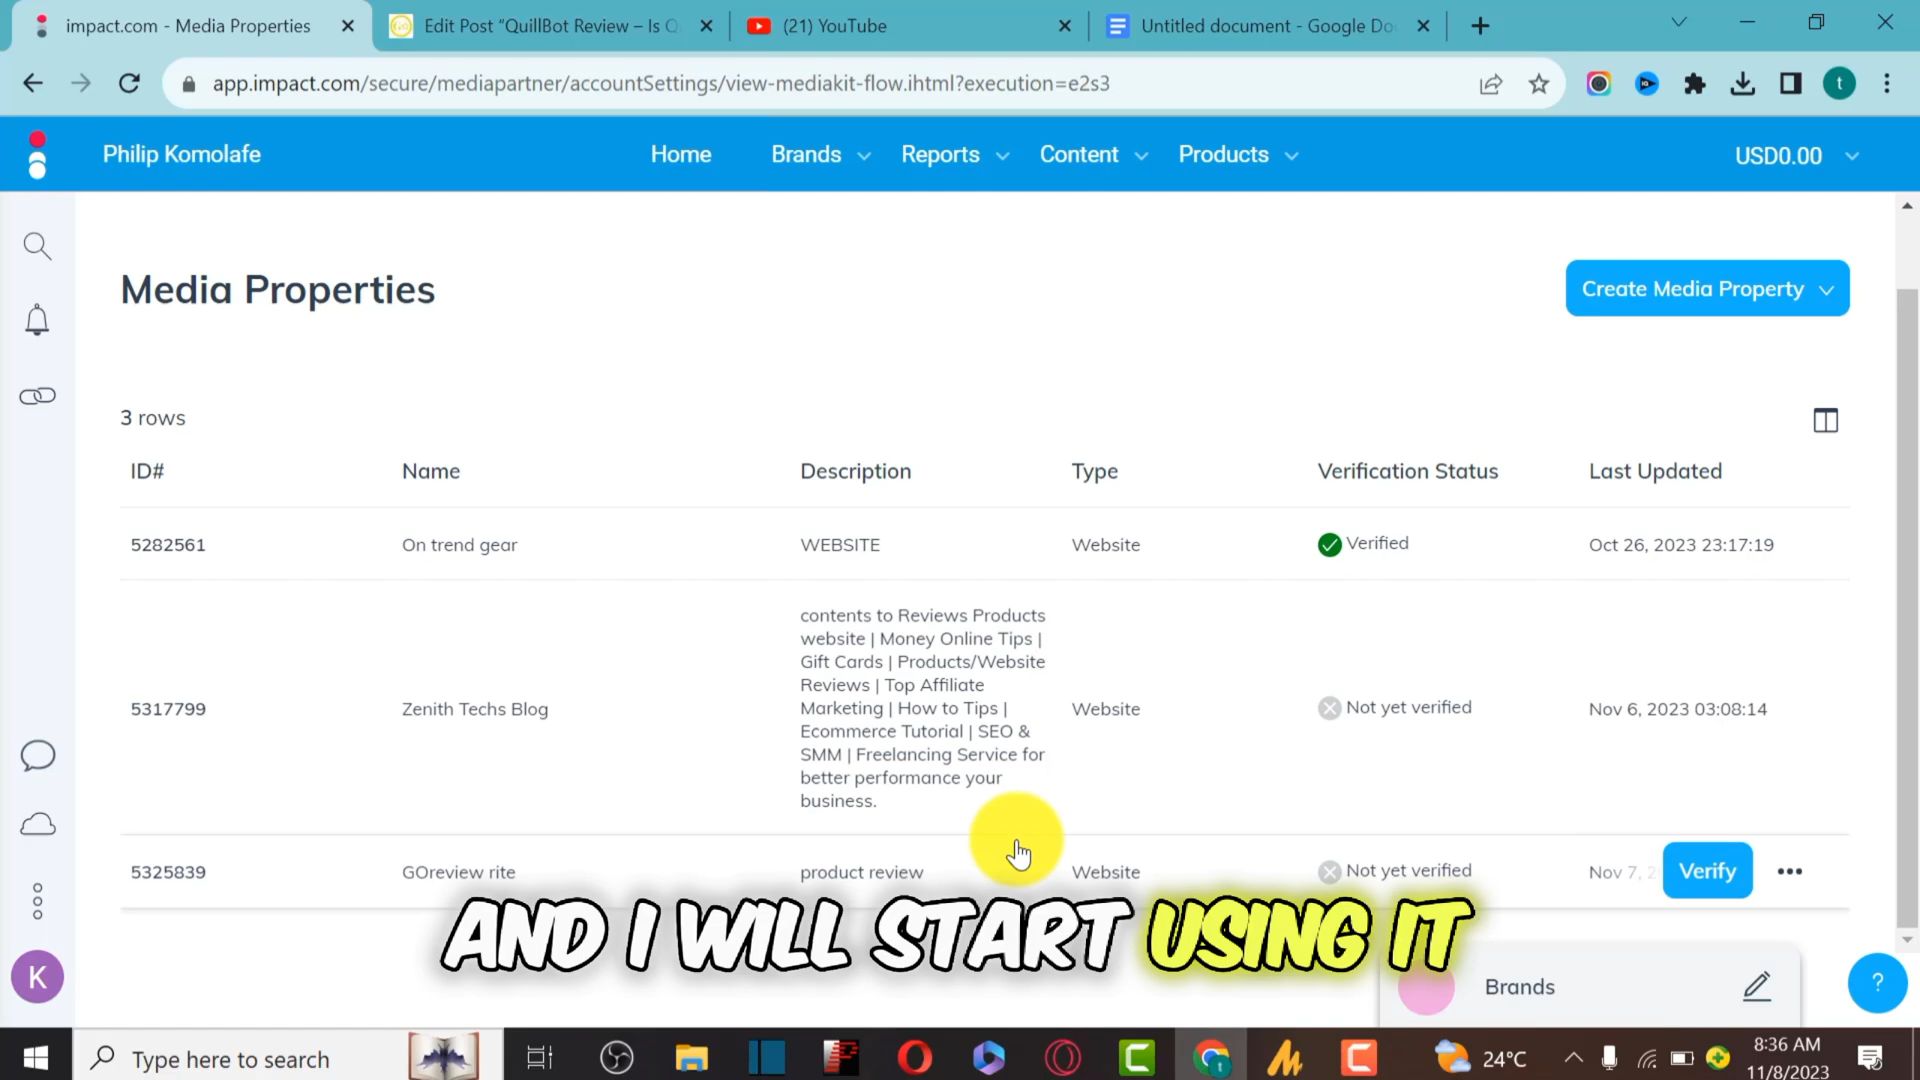 impact.com - Media Properties
Edit Post "QuillBot Review – Is Q
(21) YouTube
Untitled document - Google Do
app.impact.com/secure/mediapartner/accountSettings/view-mediakit-flow.ihtml?execution=e2s3
t
Philip Komolafe
Home
Brands
Reports
Content
Products
USD0.00
Media Properties
Create Media Property
3 rows
ID#
Name
Description
Type
Verification Status
Last Updated
5282561
On trend gear
WEBSITE
Website
Verified
Oct 26, 2023 23:17:19
5317799
Zenith Techs Blog
contents to Reviews Products
website | Money Online Tips |
Gift Cards | Products/Website
Reviews | Top Affiliate
Marketing | How to Tips |
Ecommerce Tutorial | SEO &
SMM | Freelancing Service for
better performance your
business.
Website
Not yet verified
Nov 6, 2023 03:08:14
5325839
GOreview rite
product review
Website
Not yet verified
Nov 7, 2
Verify
AND I WILL START USING IT
K
Brands
?
Type here to search
24°C
8:36 AM
11/8/2023